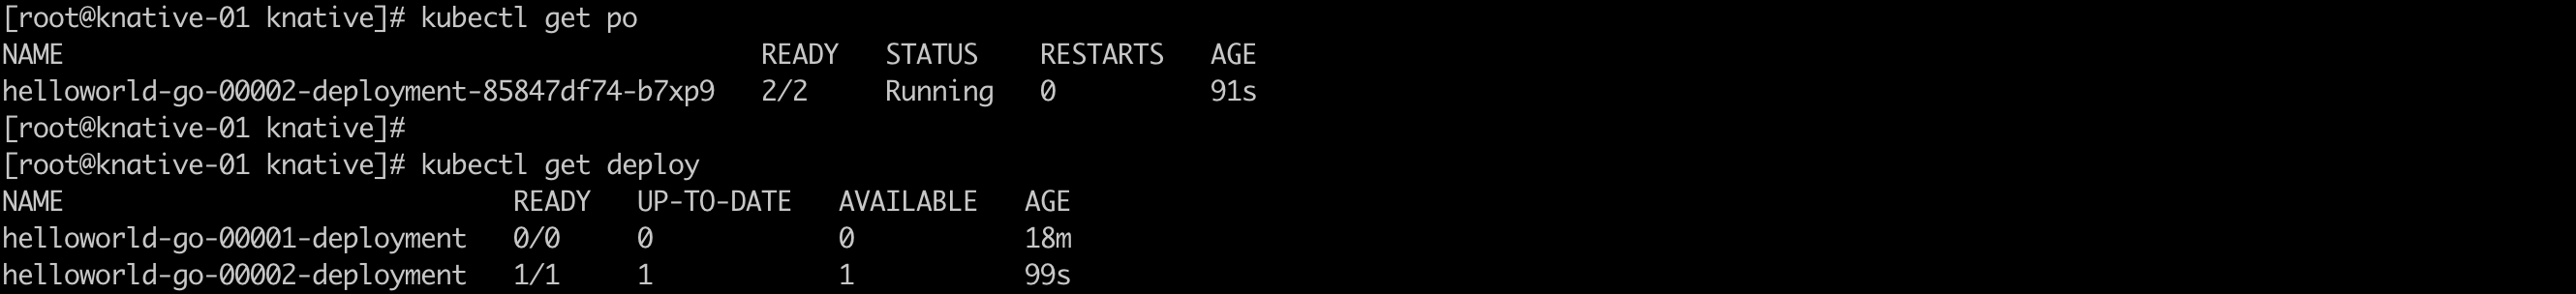 [root@knative-01 knative]# kubectl get po
NAME                                             READY   STATUS    RESTARTS   AGE
helloworld-go-00002-deployment-85847df74-b7xp9   2/2     Running   0          91s
[root@knative-01 knative]#
[root@knative-01 knative]# kubectl get deploy
NAME                             READY   UP-TO-DATE   AVAILABLE   AGE
helloworld-go-00001-deployment   0/0     0            0           18m
helloworld-go-00002-deployment   1/1     1            1           99s